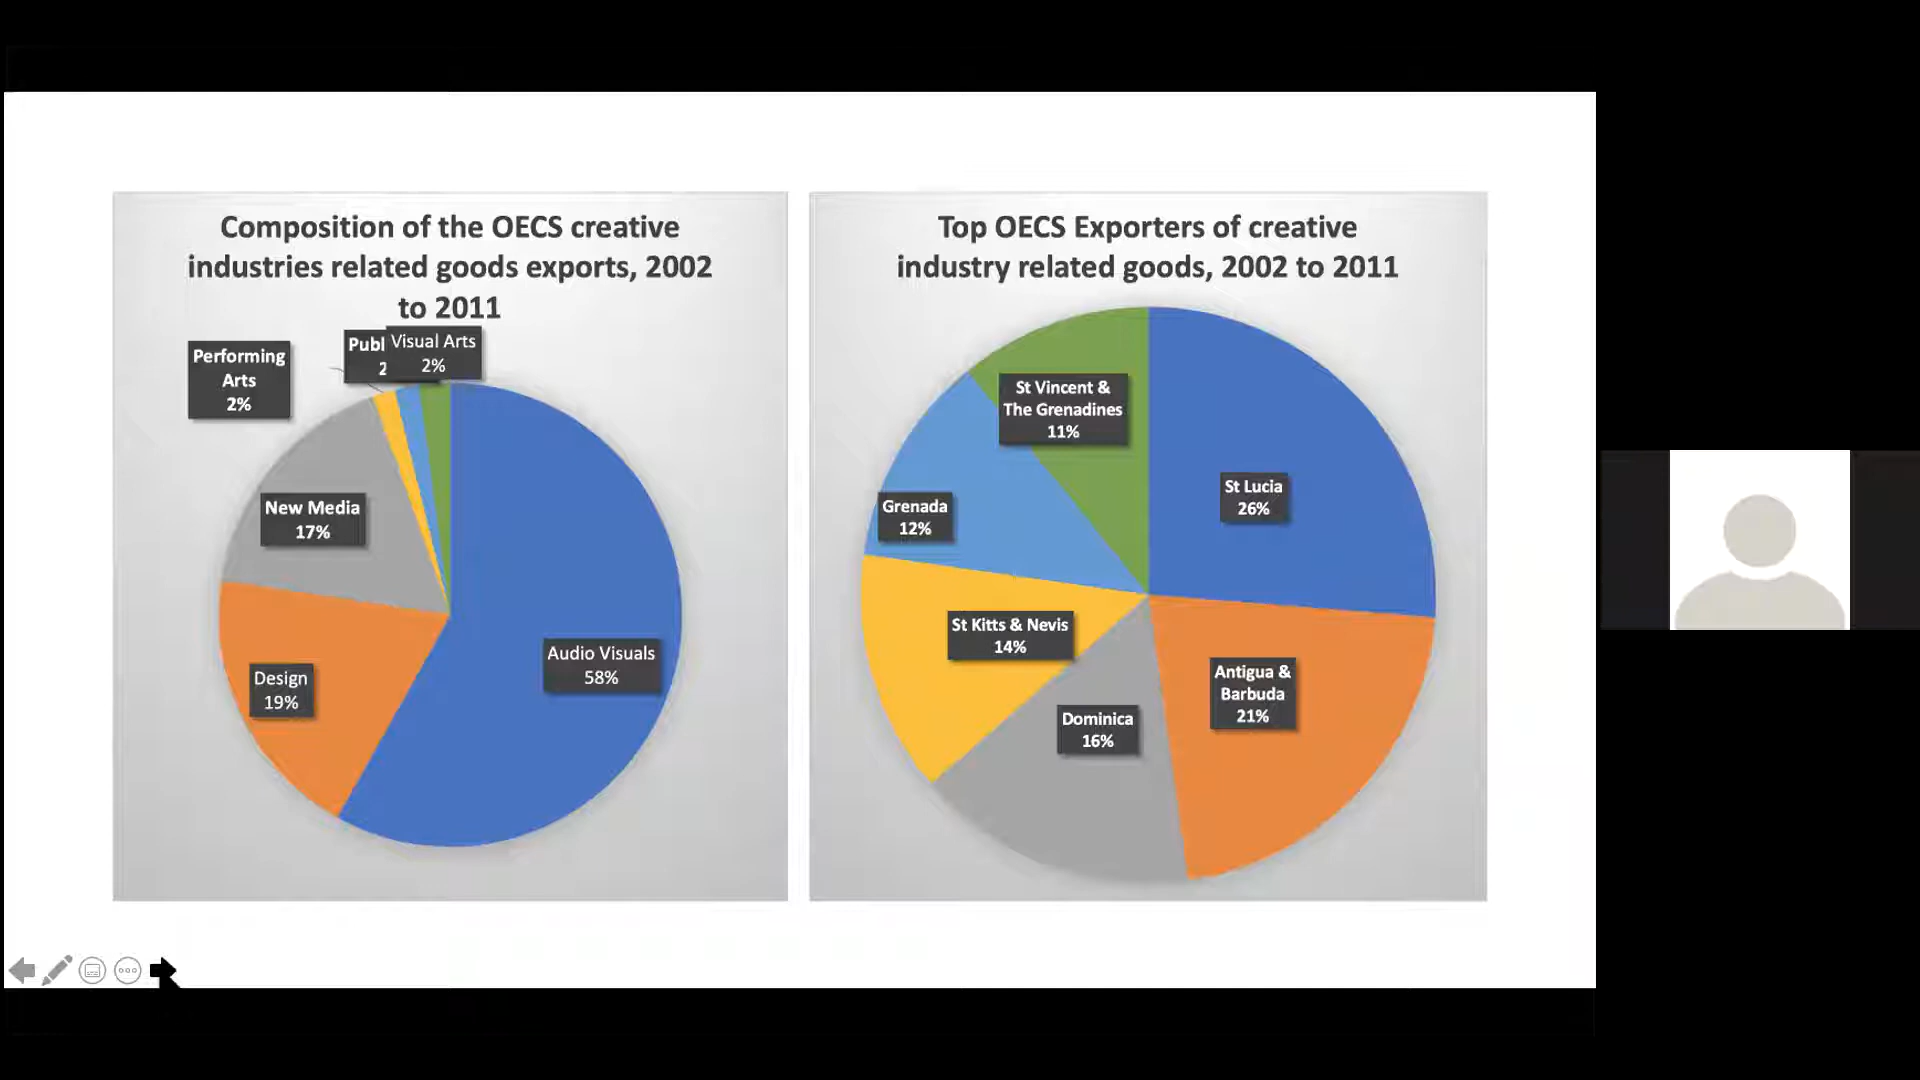 Composition of the OECS creative
industries related goods exports, 2002
to 2011
Performing
Arts
2%
Publ
2
Visual Arts
2%
New Media
17%
Design
19%
Audio Visuals
58%
Top OECS Exporters of creative
industry related goods, 2002 to 2011
St Vincent &
The Grenadines
11%
St Lucia
26%
Grenada
12%
St Kitts & Nevis
14%
Antigua &
Barbuda
21%
Dominica
16%